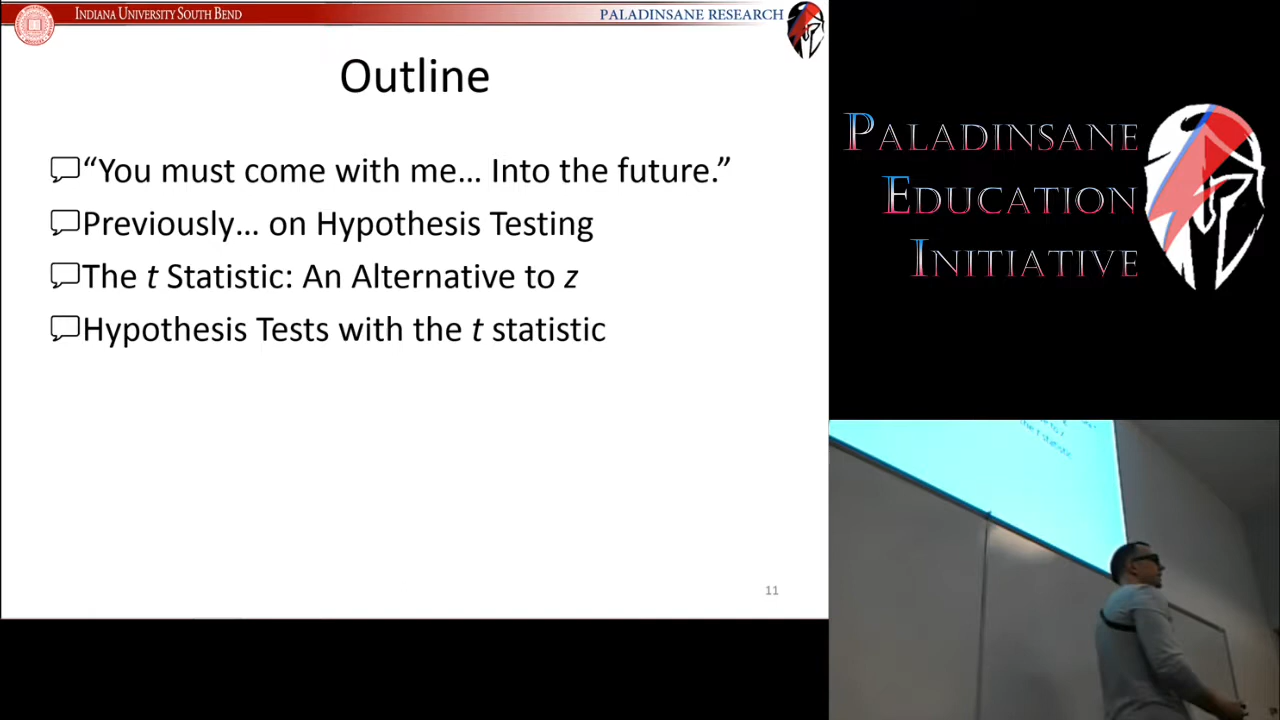 INDIANA UNIVERSITY SOUTH BEND
PALADINSANE RESEARCH
Outline
“You must come with me… Into the future.”
Previously… on Hypothesis Testing
The t Statistic: An Alternative to z
Hypothesis Tests with the t statistic
11
PALADINSANE
EDUCATION
INITIATIVE